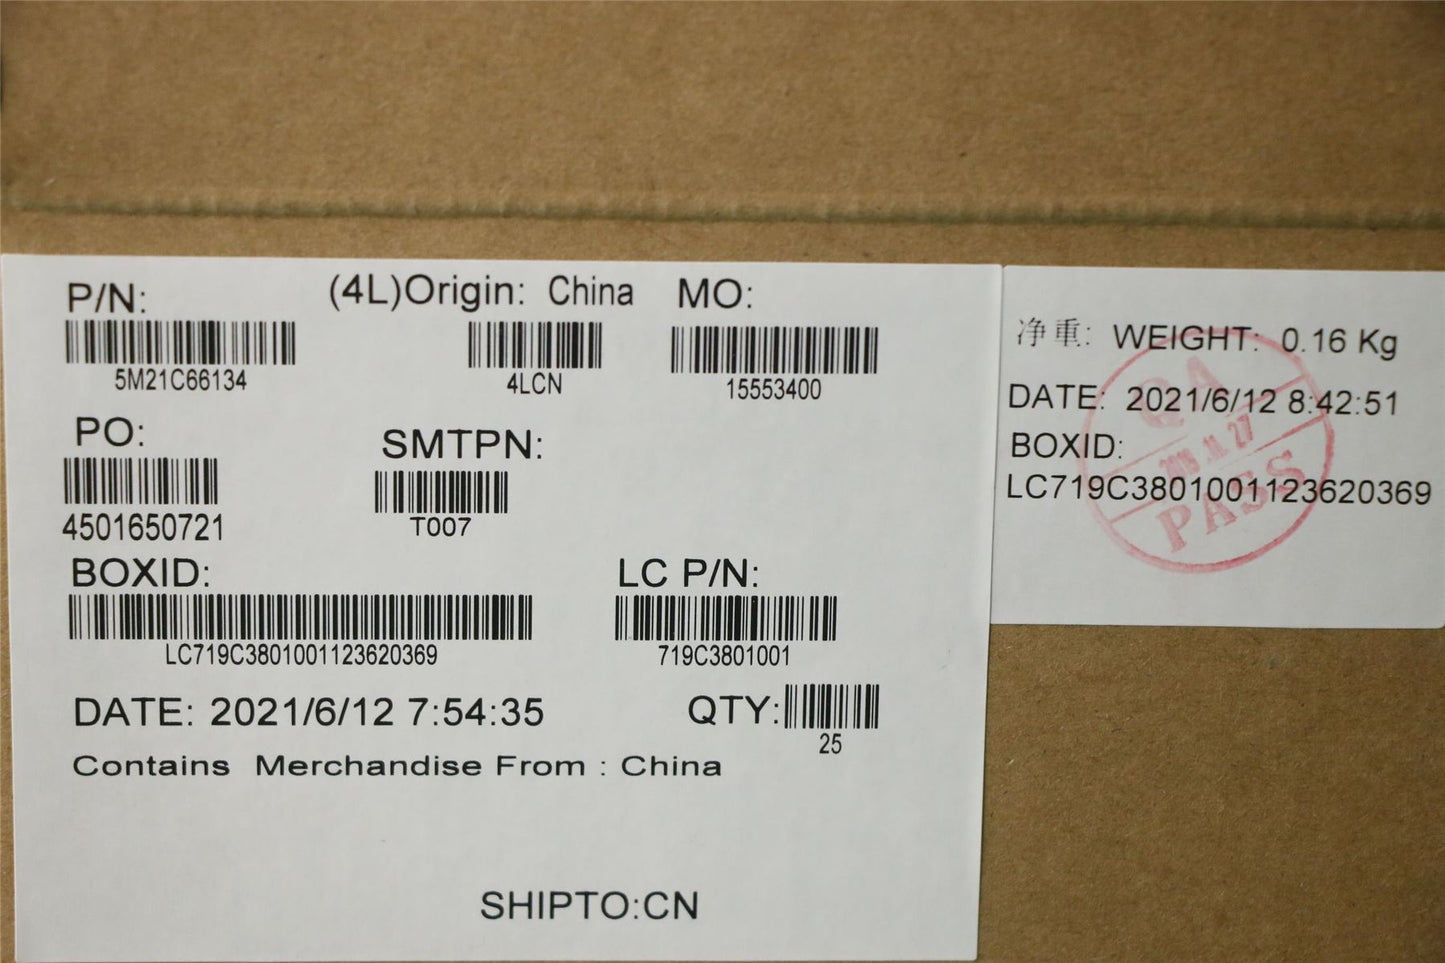 P/N:
5M21C66134
(4L)Origin: China
4LCN
MO:
15553400
PO:
4501650721
SMTPN:
T007
BOXID:
LC719C3801001123620369
LC P/N:
719C3801001
DATE: 2021/6/12 7:54:35
QTY:
25
Contains Merchandise From : China
SHIPTO:CN
净重: WEIGHT: 0.16 Kg
DATE: 2021/6/12 8:42:51
BOXID:
LC719C3801001123620369
QA
PASS